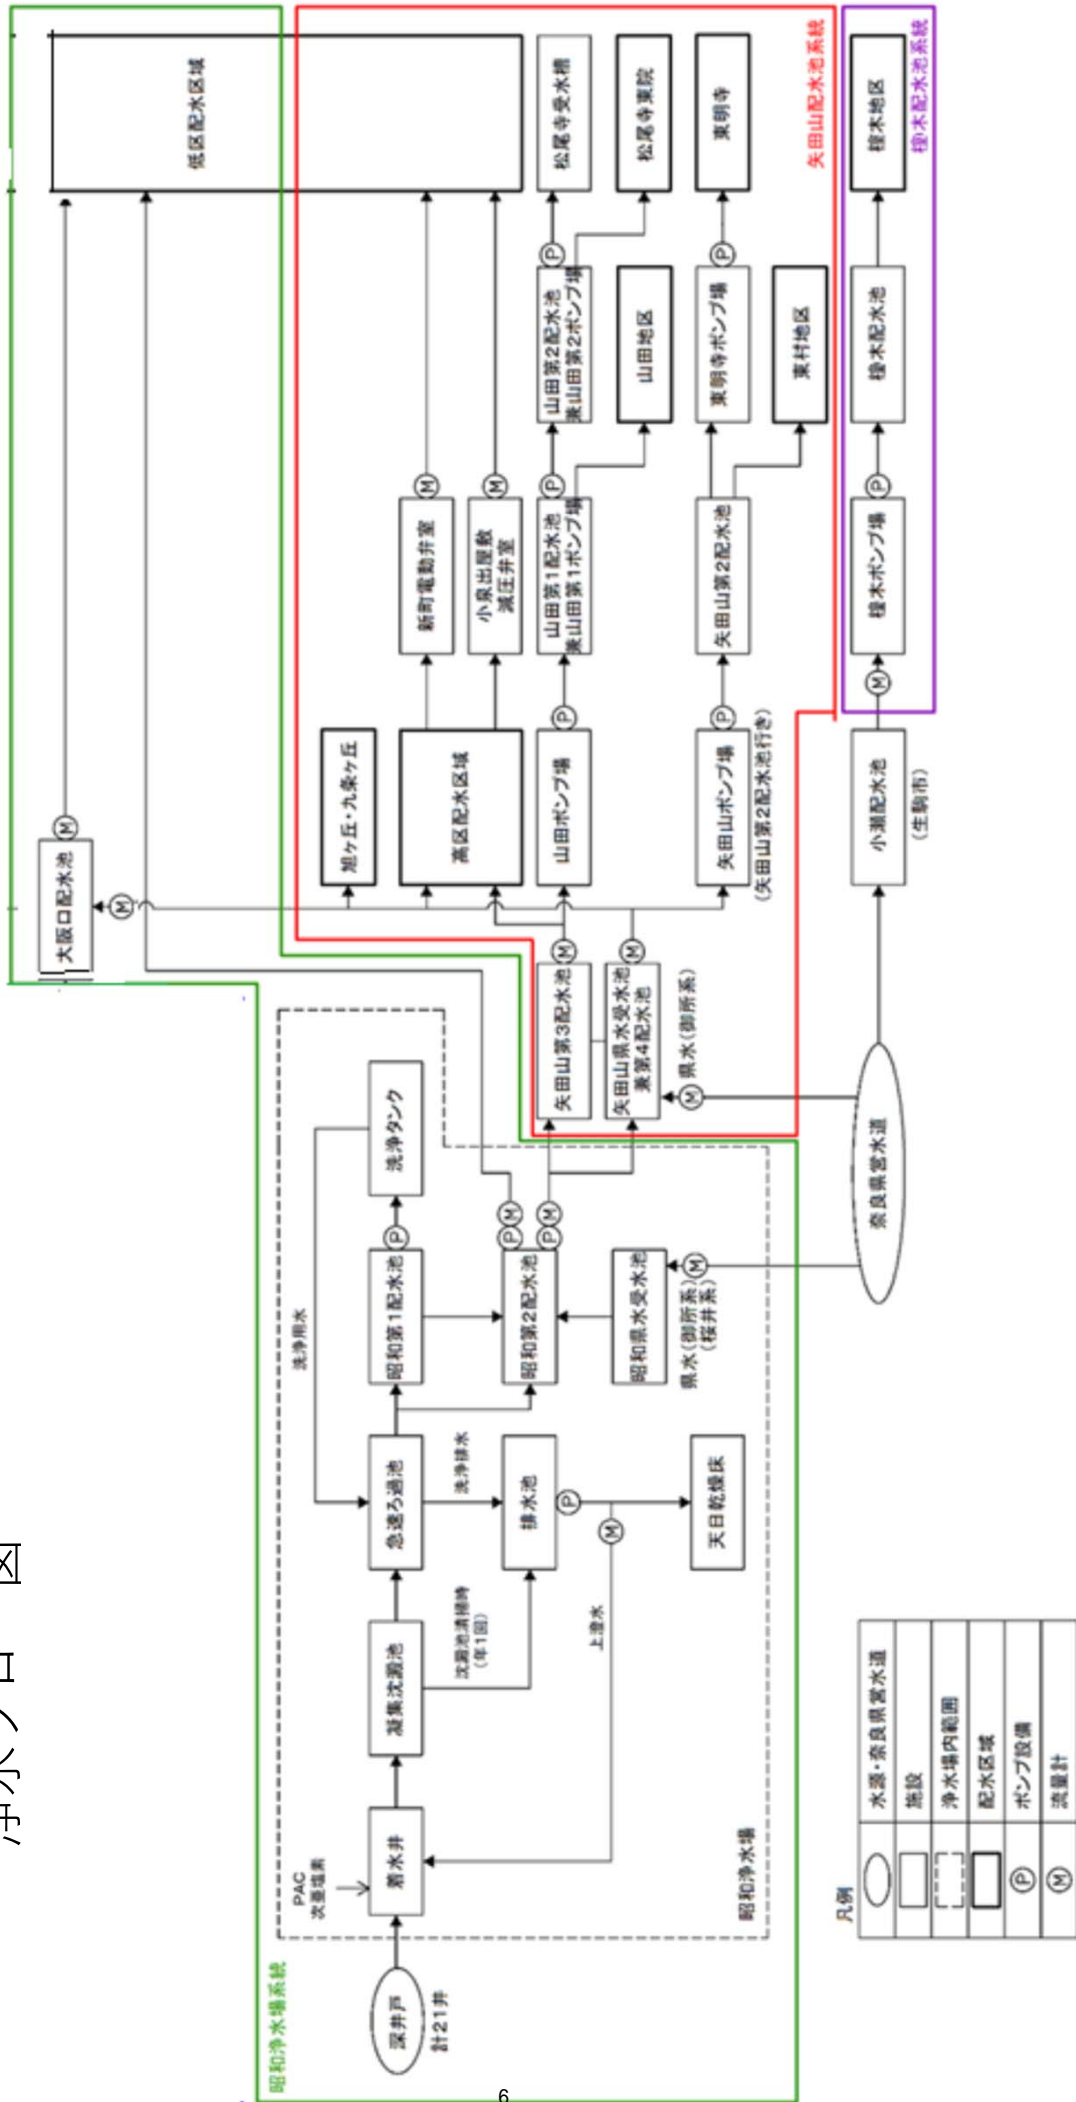 浄水フロー図
昭和浄水場系統
深井戸
計21井
PAC
次亜塩素
着水井
凝集沈澱池
沈澱池清掃時
(年1回)
急速ろ過池
洗浄用水
洗浄排水
排水池
上澄水
天日乾燥床
昭和浄水場
昭和第1配水池
洗浄タンク
昭和第2配水池
昭和県水受水池
県水(御所系)
(桜井系)
P
P M
P M
P
M
M
奈良県営水道
県水(御所系)
M
矢田山第3配水池
M
矢田山県水受水池
兼第4配水池
M
大阪口配水池
M
M
旭ヶ丘・九条ヶ丘
高区配水区域
新町電動弁室
M
小泉出屋敷
減圧弁室
M
低区配水区域
山田ポンプ場
P
山田第1配水池
兼山田第1ポンプ場
P
山田第2配水池
兼山田第2ポンプ場
P
松尾寺受水槽
松尾寺東院
山田地区
矢田山ポンプ場
(矢田山第2配水池行き)
P
矢田山第2配水池
東明寺ポンプ場
P
東明寺
東村地区
矢田山配水池系統
小瀬配水池
(生駒市)
M
樘木ポンプ場
P
樘木配水池
樘木地区
樘木配水池系統
凡例
水源・奈良県営水道
施設
浄水場内範囲
配水区域
P
ポンプ設備
M
流量計
6